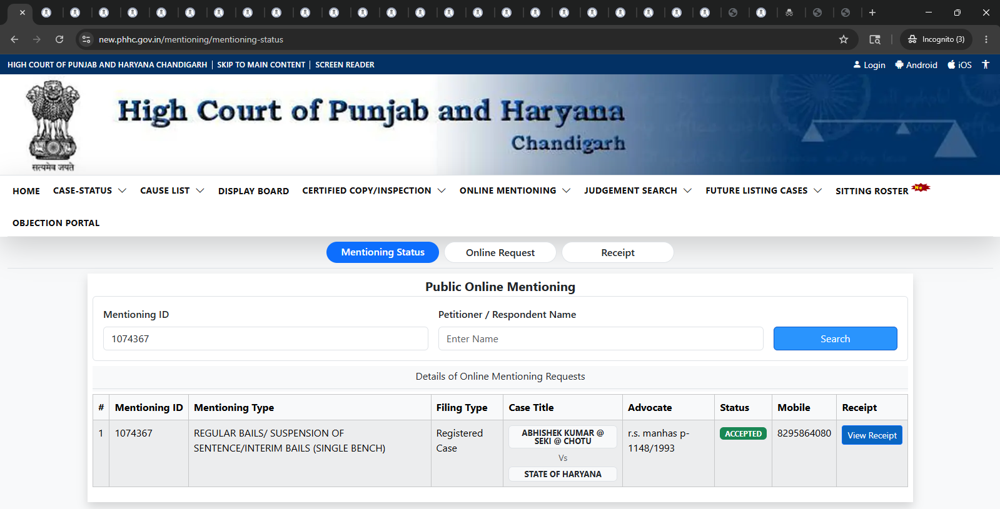 new.phhc.gov.in/mentioning/mentioning-status
Incognito (3)
HIGH COURT OF PUNJAB AND HARYANA CHANDIGARH | SKIP TO MAIN CONTENT | SCREEN READER
Login Android iOS
High Court of Punjab and Haryana
Chandigarh
सत्यमेव जयते
HOME CASE-STATUS CAUSE LIST DISPLAY BOARD CERTIFIED COPY/INSPECTION ONLINE MENTIONING JUDGEMENT SEARCH FUTURE LISTING CASES SITTING ROSTER
OBJECTION PORTAL
Mentioning Status Online Request Receipt
Public Online Mentioning
Mentioning ID Petitioner / Respondent Name
1074367 Enter Name Search
Details of Online Mentioning Requests
# Mentioning ID Mentioning Type Filing Type Case Title Advocate Status Mobile Receipt
1 1074367 REGULAR BAILS/ SUSPENSION OF Registered ABHISHEK KUMAR @ r.s. manhas p- ACCEPTED 8295864080 View Receipt
SENTENCE/INTERIM BAILS (SINGLE BENCH) Case SEKI @ CHOTU 1148/1993
Vs
STATE OF HARYANA